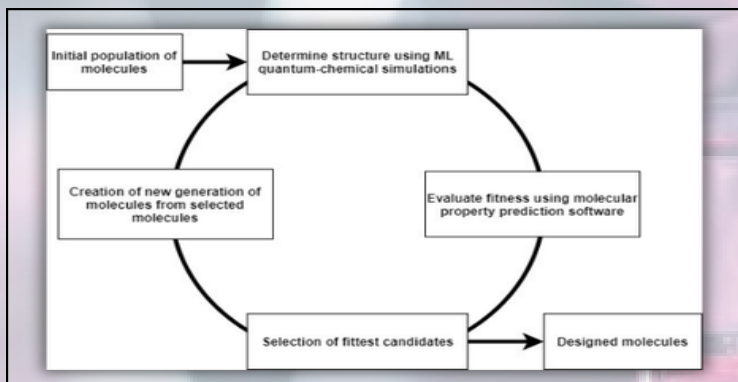 Initial population of
molecules
Determine structure using ML
quantum-chemical simulations
Creation of new generation of
molecules from selected
molecules
Evaluate fitness using molecular
property prediction software
Selection of fittest candidates
Designed molecules